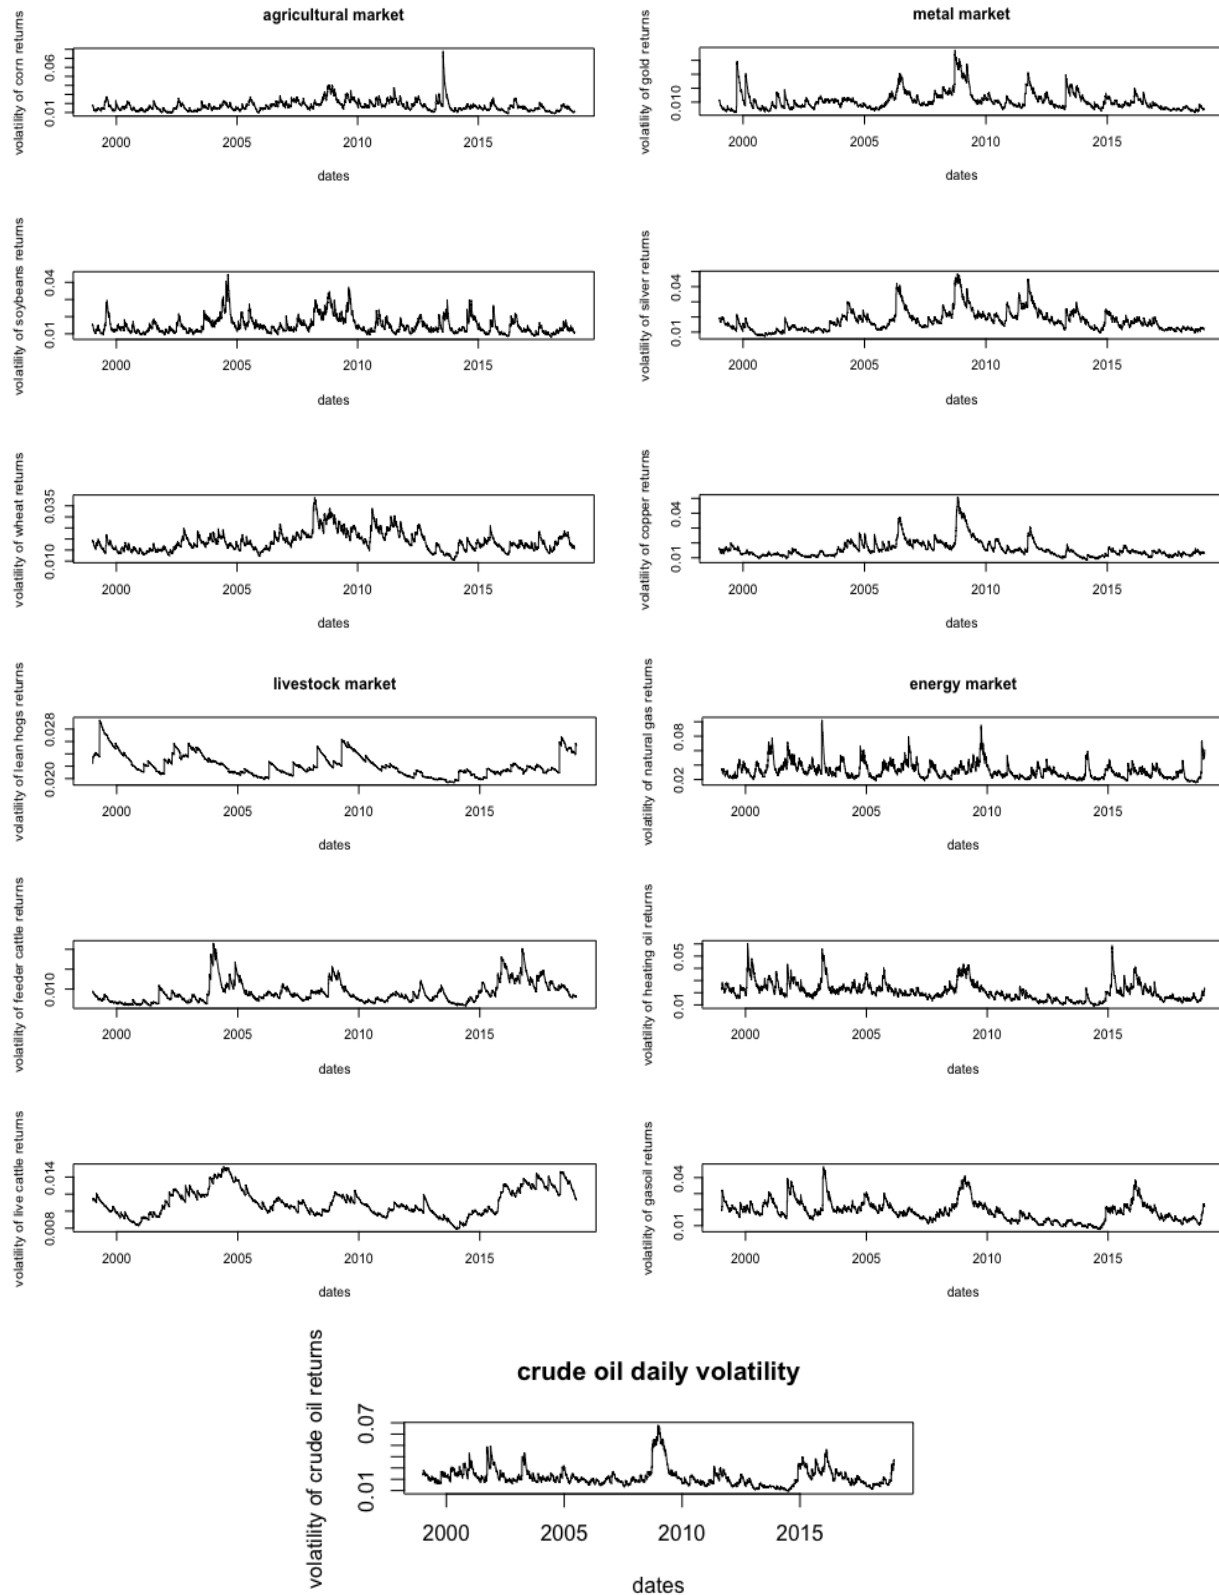 agricultural market
volatility of corn returns
0.06
0.01
2000 2005 2010 2015
dates
volatility of soybeans returns
0.04
0.01
2000 2005 2010 2015
dates
volatility of wheat returns
0.035
0.010
2000 2005 2010 2015
dates
metal market
volatility of gold returns
0.010
2000 2005 2010 2015
dates
volatility of silver returns
0.04
0.01
2000 2005 2010 2015
dates
volatility of copper returns
0.04
0.01
2000 2005 2010 2015
dates
livestock market
volatility of lean hogs returns
0.028
0.020
2000 2005 2010 2015
dates
volatility of feeder cattle returns
0.010
2000 2005 2010 2015
dates
volatility of live cattle returns
0.014
0.008
2000 2005 2010 2015
dates
energy market
volatility of natural gas returns
0.08
0.02
2000 2005 2010 2015
dates
volatility of heating oil returns
0.05
0.01
2000 2005 2010 2015
dates
volatility of gasoil returns
0.04
0.01
2000 2005 2010 2015
dates
crude oil daily volatility
volatility of crude oil returns
0.07
0.01
2000 2005 2010 2015
dates